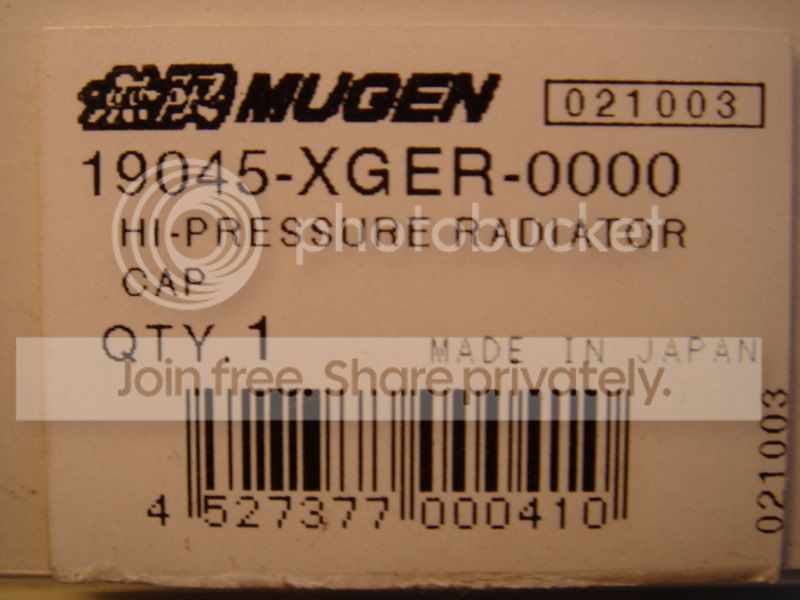 無限 MUGEN 021003
19045-XGER-0000
HI-PRESSURE RADIATOR
photobucket
CAP
QTY. 1 MADE IN JAPAN
Join free. Share privately.
4 527377 000410
021003